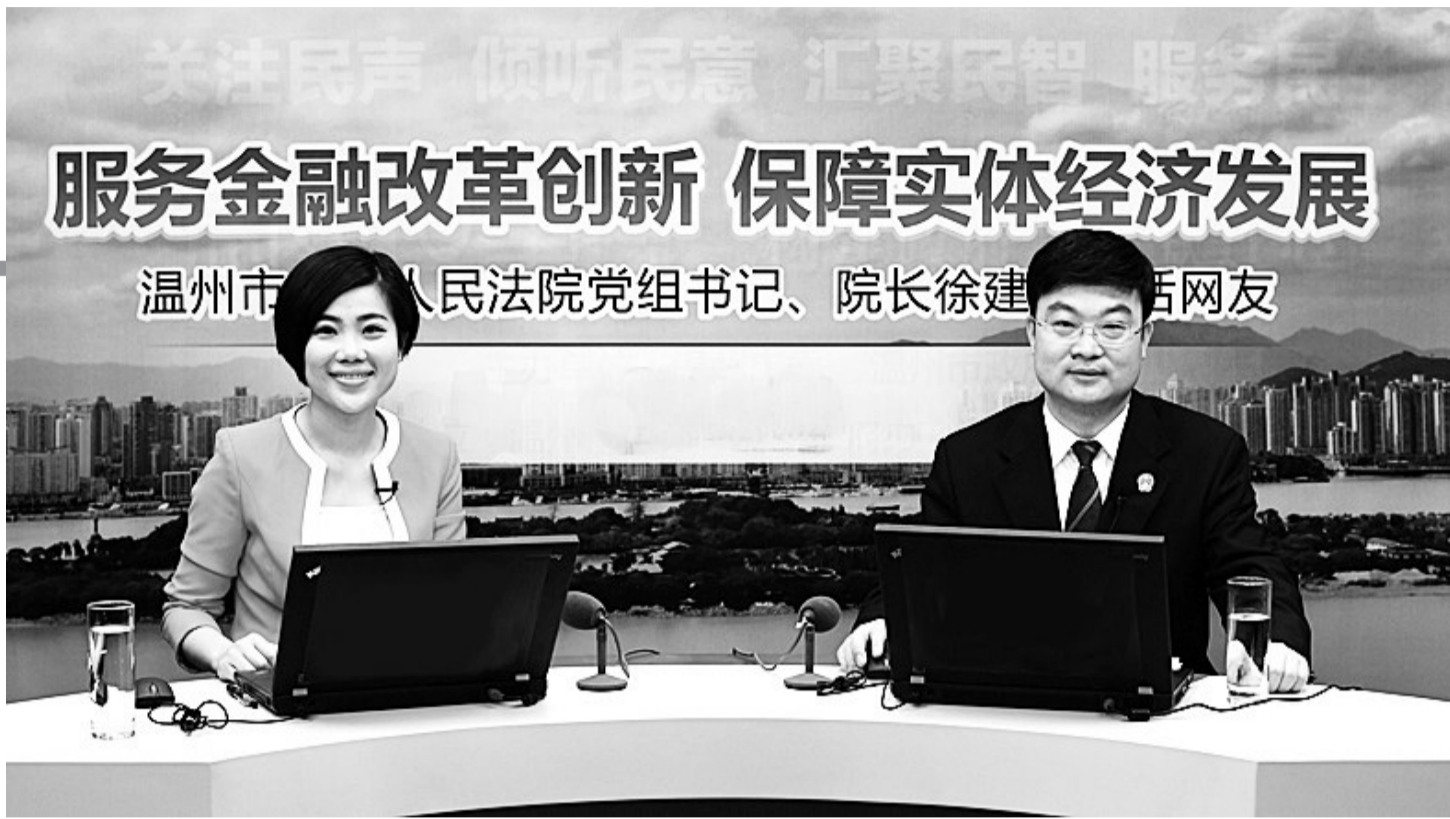 关注民声 倾听民意 汇聚民智 服务民
服务金融改革创新 保障实体经济发展
温州市 人民法院党组书记、院长徐建 话网友